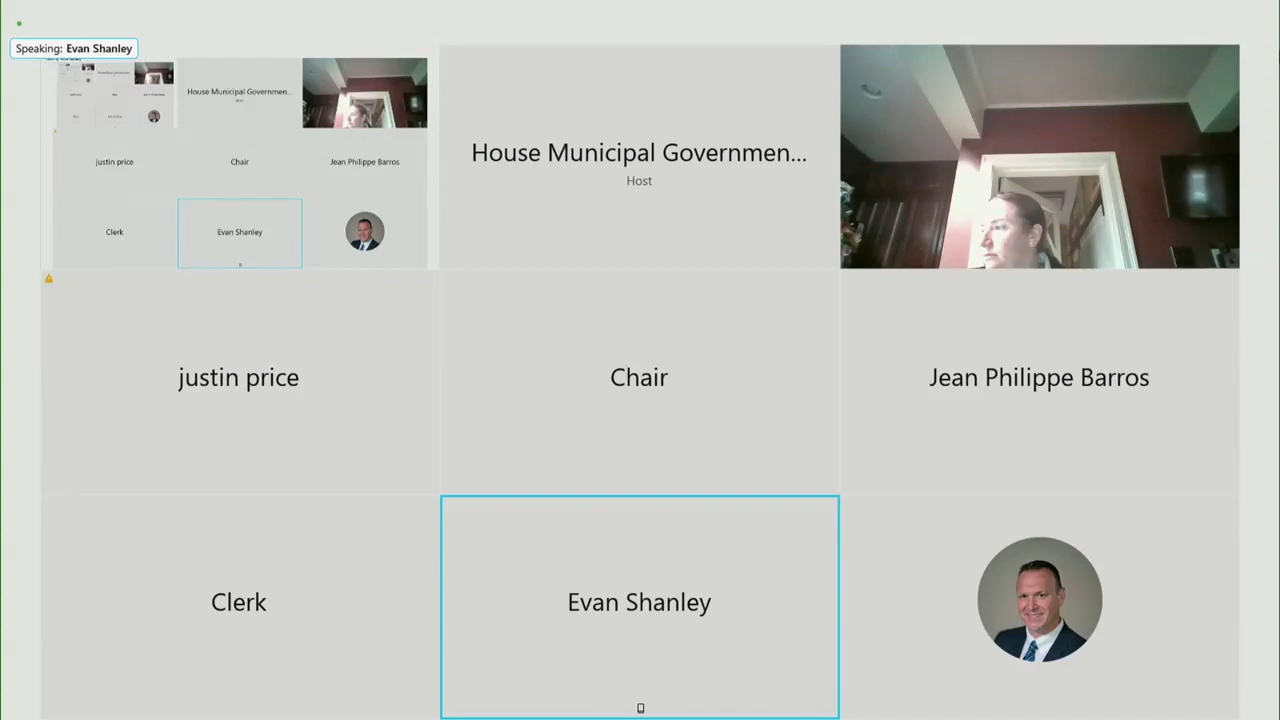 Speaking: Evan Shanley
House Municipal Governmen...
Host
justin price
Chair
Jean Philippe Barros
Clerk
Evan Shanley
House Municipal Governmen...
Host
justin price
Chair
Jean Philippe Barros
Clerk
Evan Shanley